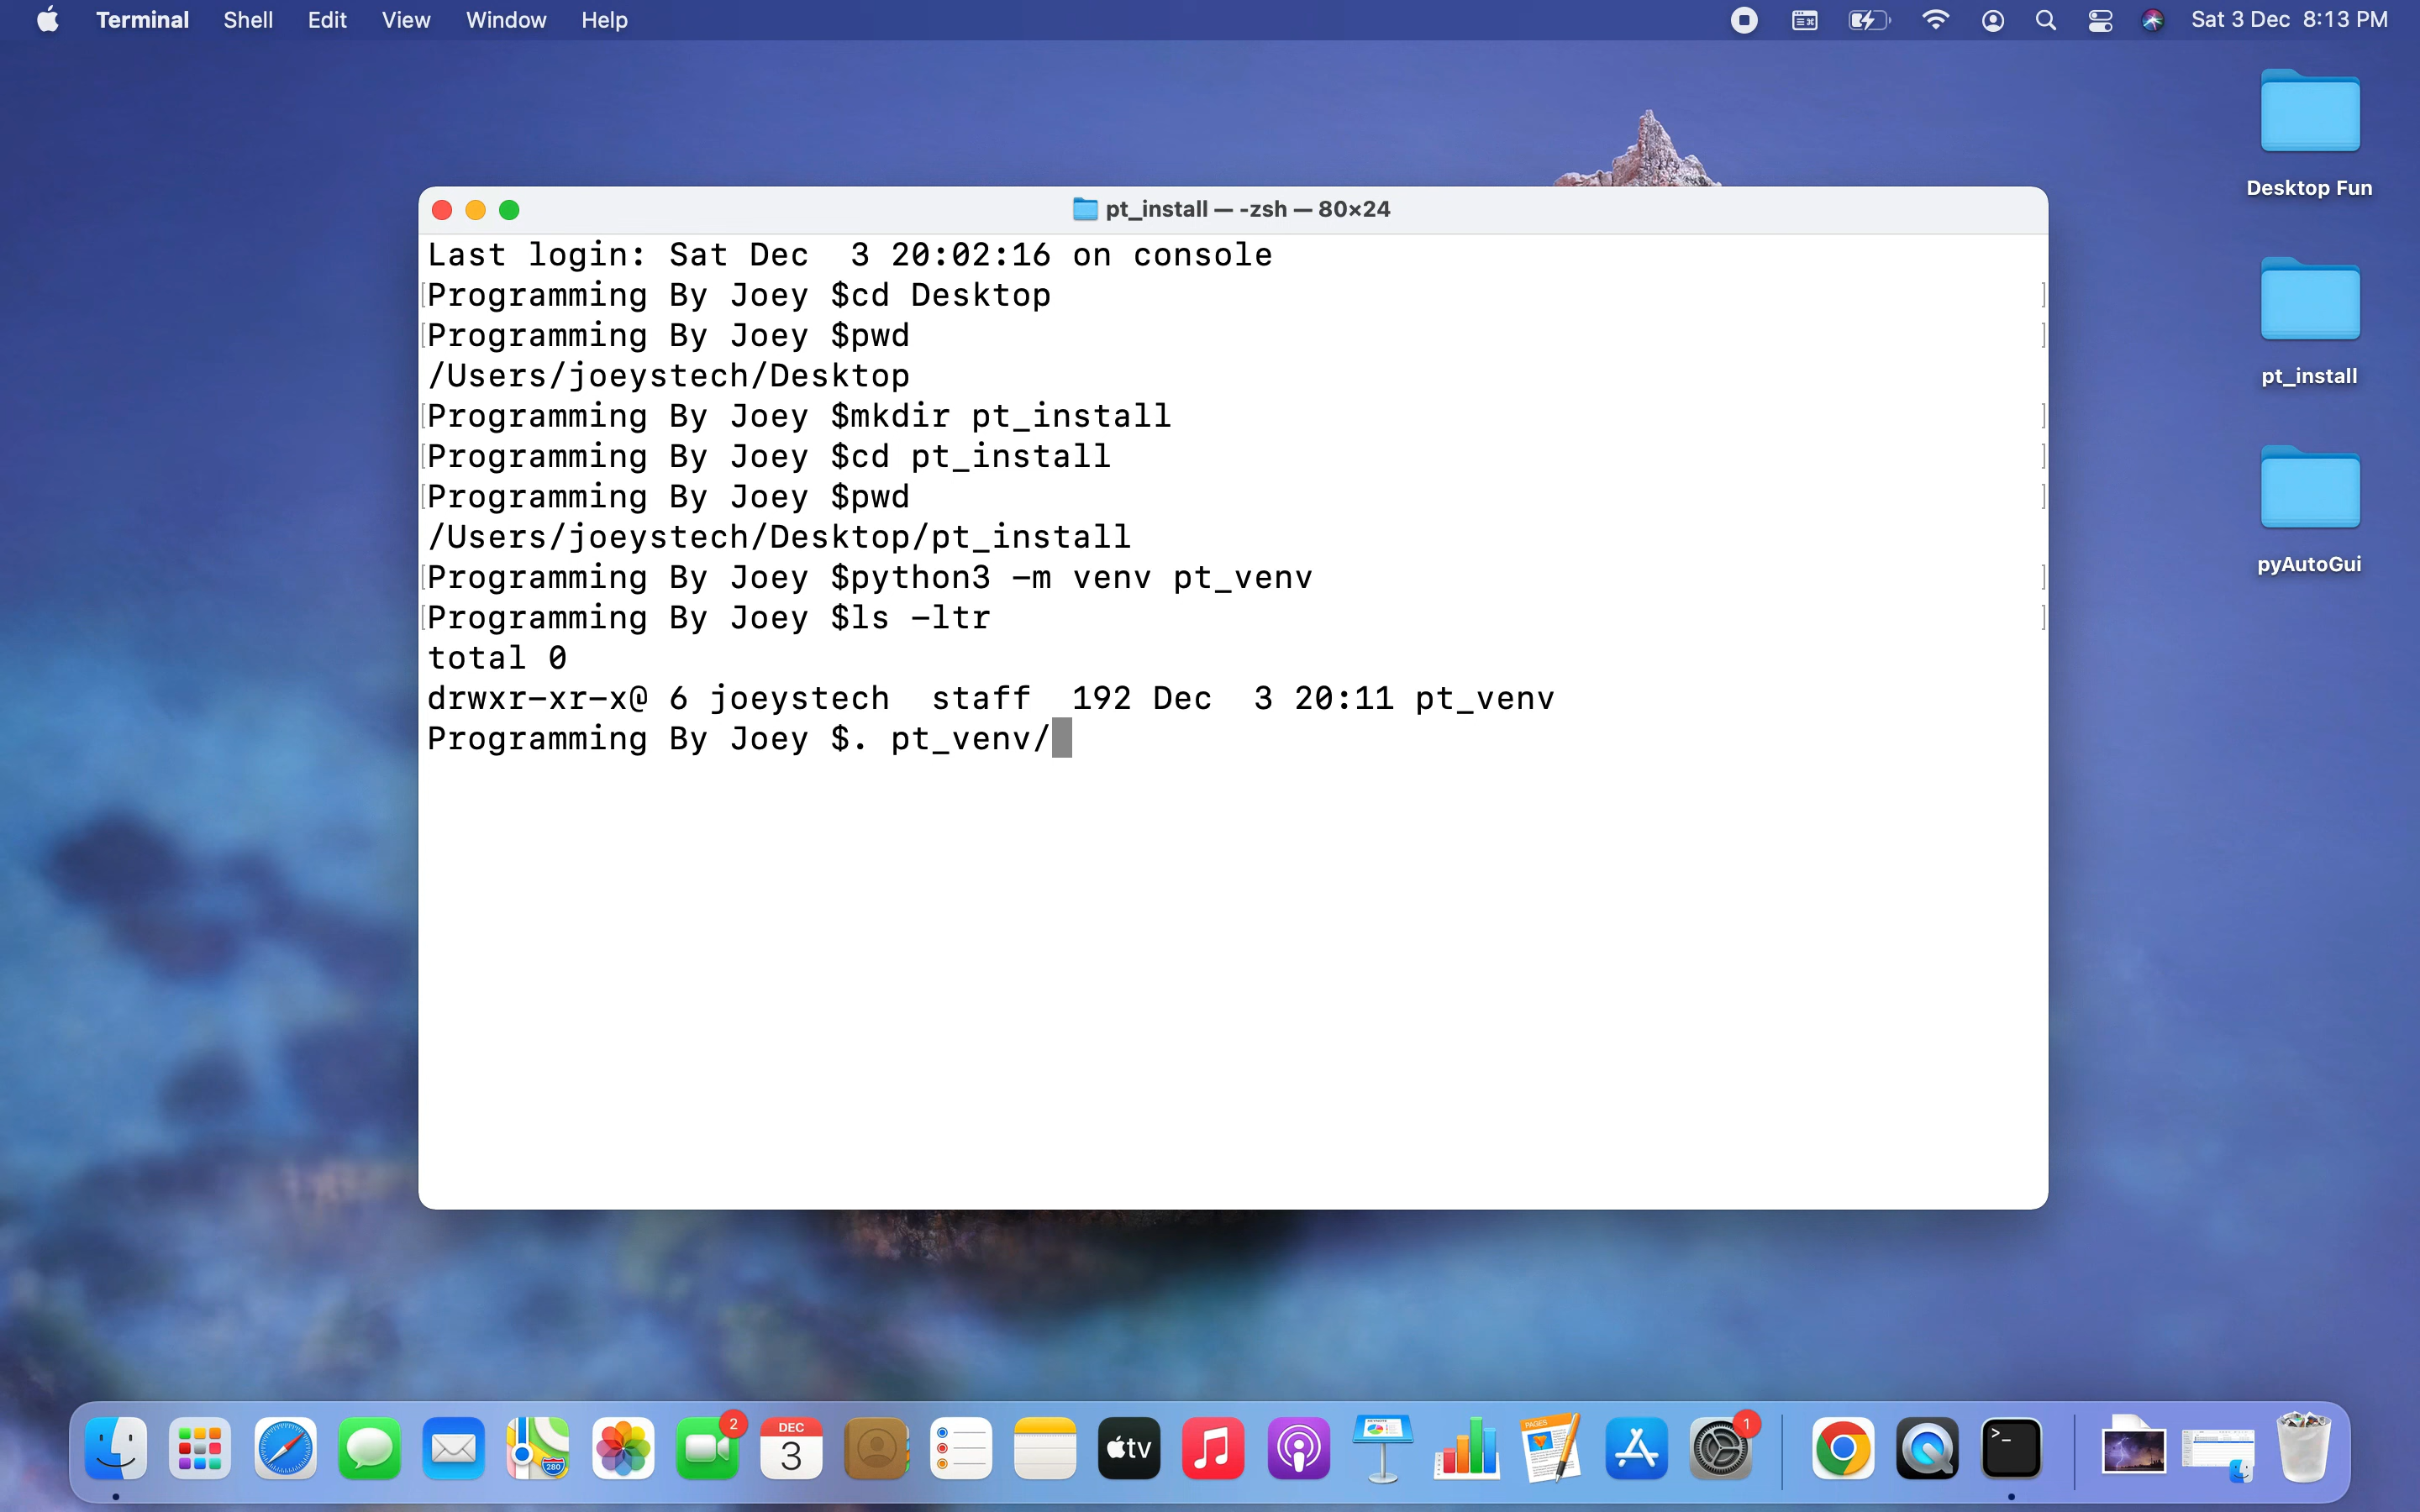 Terminal Shell Edit View Window Help Sat 3 Dec 8:13 PM
Desktop Fun
pt_install
pyAutoGui
pt_install — -zsh — 80×24
Last login: Sat Dec  3 20:02:16 on console
[Programming By Joey $cd Desktop ]
[Programming By Joey $pwd ]
/Users/joeystech/Desktop
[Programming By Joey $mkdir pt_install ]
[Programming By Joey $cd pt_install ]
[Programming By Joey $pwd ]
/Users/joeystech/Desktop/pt_install
[Programming By Joey $python3 -m venv pt_venv ]
[Programming By Joey $ls -ltr ]
total 0
drwxr-xr-x@ 6 joeystech  staff  192 Dec  3 20:11 pt_venv
Programming By Joey $. pt_venv/
280
2
DEC
3
tv
PAGES
1
>_